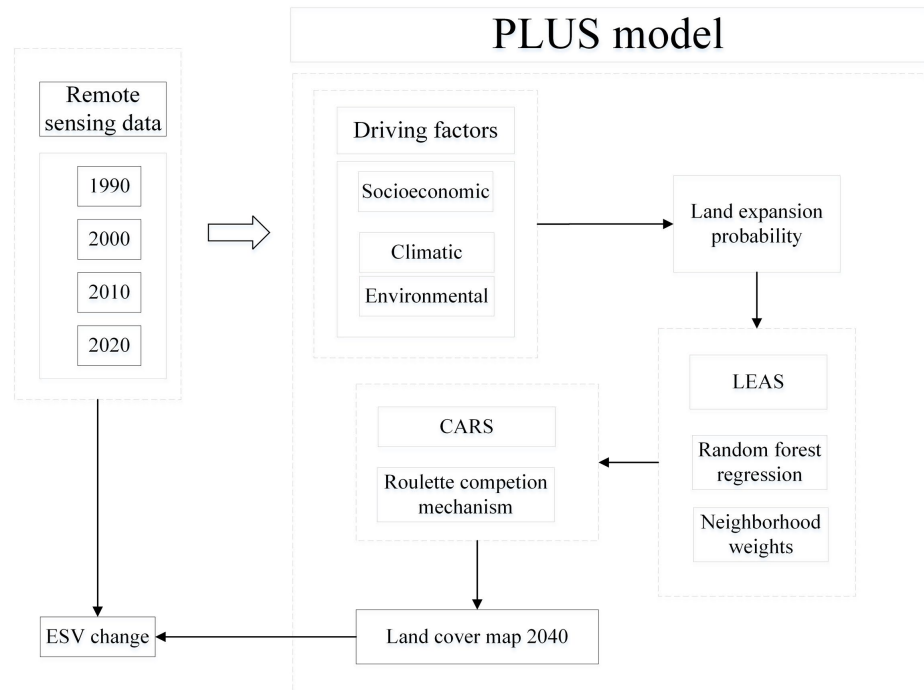 PLUS model
Remote
sensing data
1990
2000
2010
2020
Driving factors
Socioeconomic
Climatic
Environmental
Land expansion
probability
LEAS
Random forest
regression
Neighborhood
weights
CARS
Roulette competion
mechanism
Land cover map 2040
ESV change